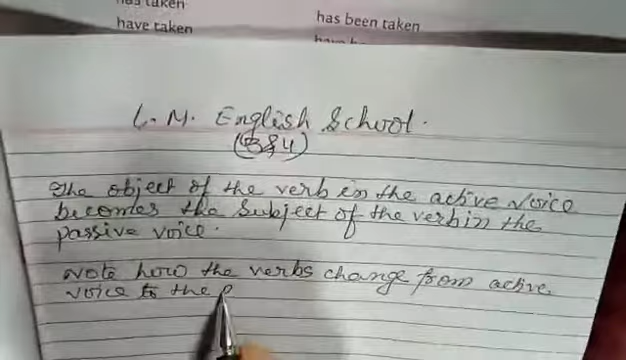 has taken
have taken
has been taken
L. M. English School.
(B & 4)
The object of the verb in the active voice
becomes the subject of the verb in the
passive voice.
Note how the verbs change from active
voice to the p